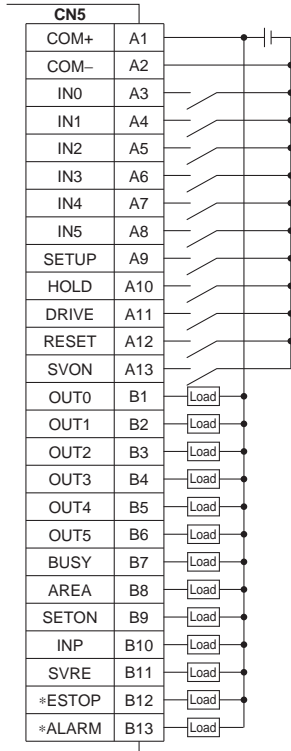 CN5
COM+ A1
COM− A2
IN0 A3
IN1 A4
IN2 A5
IN3 A6
IN4 A7
IN5 A8
SETUP A9
HOLD A10
DRIVE A11
RESET A12
SVON A13
OUT0 B1 Load
OUT1 B2 Load
OUT2 B3 Load
OUT3 B4 Load
OUT4 B5 Load
OUT5 B6 Load
BUSY B7 Load
AREA B8 Load
SETON B9 Load
INP B10 Load
SVRE B11 Load
∗ESTOP B12 Load
∗ALARM B13 Load